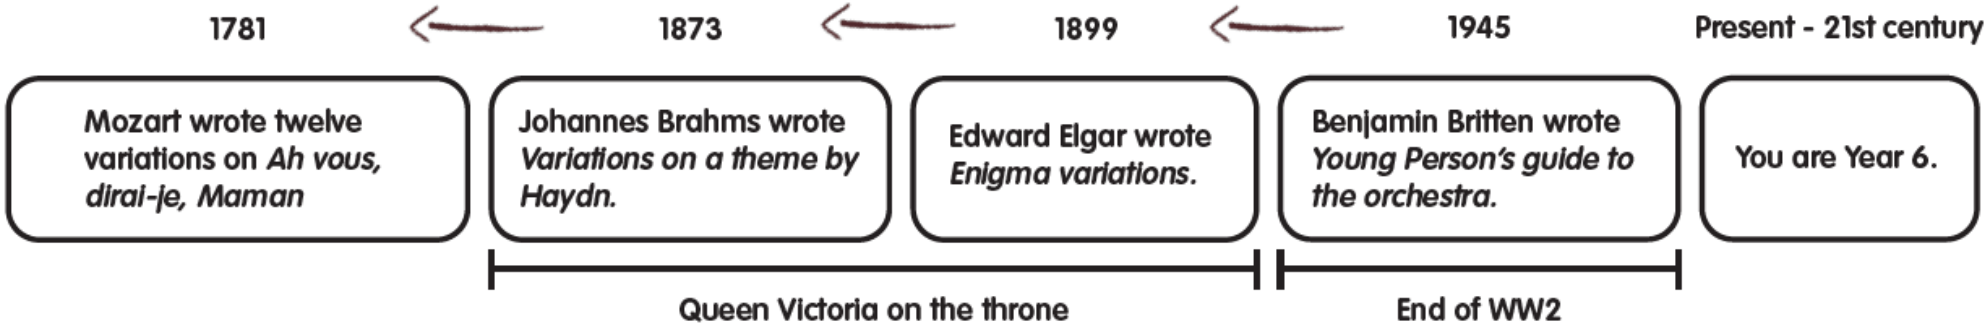 1781
1873
1899
1945
Present - 21st century
Mozart wrote twelve
variations on Ah vous,
dirai-je, Maman
Johannes Brahms wrote
Variations on a theme by
Haydn.
Edward Elgar wrote
Enigma variations.
Benjamin Britten wrote
Young Person's guide to
the orchestra.
You are Year 6.
Queen Victoria on the throne
End of WW2